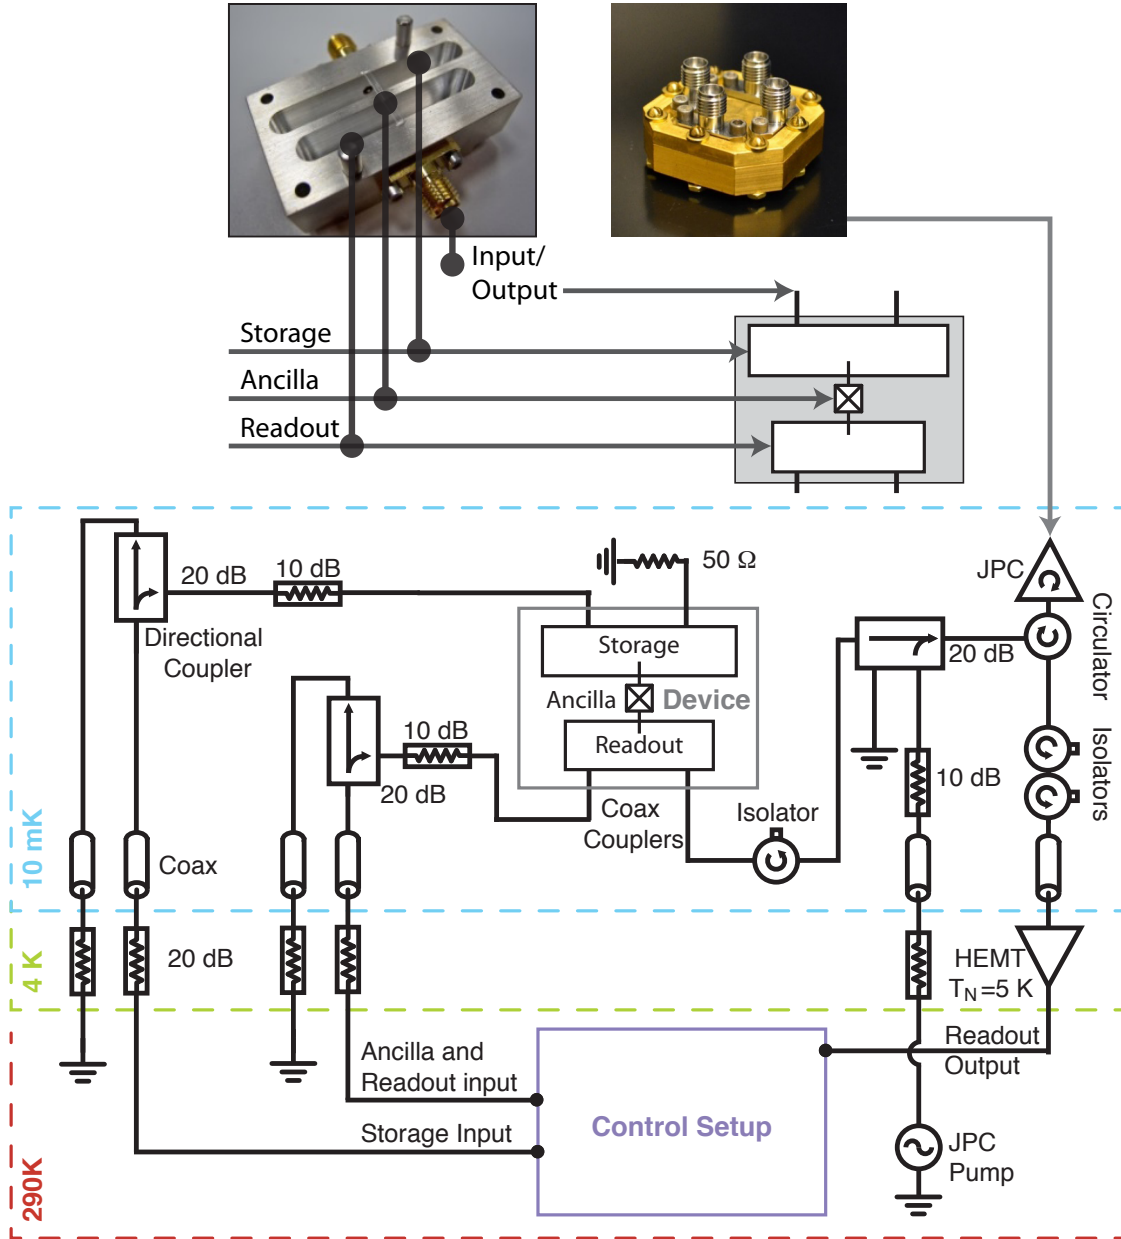 Input/
Output
Storage
Ancilla
Readout
JPC
Circulator
Isolators
50 Ω
20 dB
10 dB
Directional
Coupler
Storage
Ancilla
Device
Readout
10 dB
20 dB
20 dB
10 dB
Coax
Couplers
Isolator
Coax
10 mK
20 dB
4 K
HEMT
TN=5 K
Readout
Output
Ancilla and
Readout input
Storage Input
Control Setup
JPC
Pump
290K